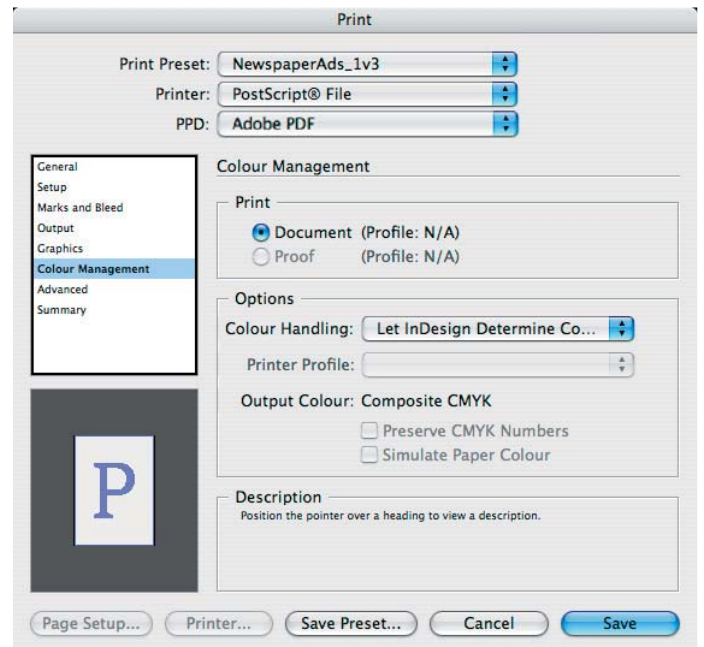 Print
Print Preset: NewspaperAds_1v3
Printer: PostScript® File
PPD: Adobe PDF
General
Setup
Marks and Bleed
Output
Graphics
Colour Management
Advanced
Summary
Colour Management
Print
Document (Profile: N/A)
Proof (Profile: N/A)
Options
Colour Handling: Let InDesign Determine Co...
Printer Profile:
Output Colour: Composite CMYK
Preserve CMYK Numbers
Simulate Paper Colour
P
Description
Position the pointer over a heading to view a description.
Page Setup... Printer... Save Preset... Cancel Save